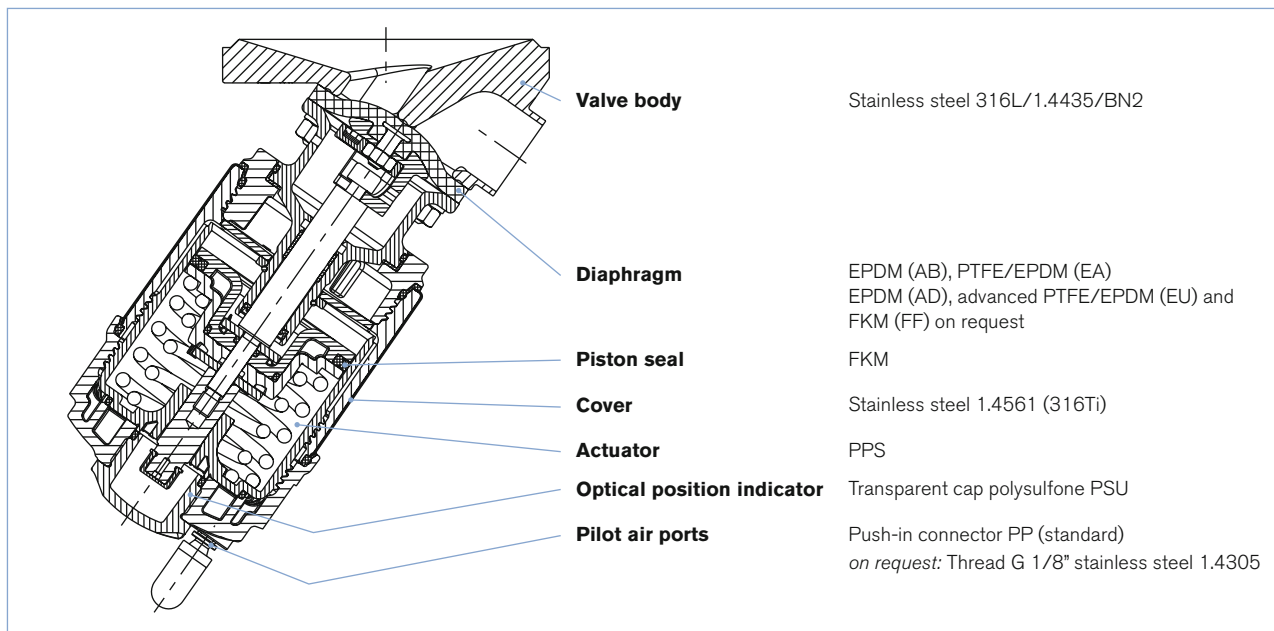 Valve body Stainless steel 316L/1.4435/BN2
Diaphragm EPDM (AB), PTFE/EPDM (EA)
EPDM (AD), advanced PTFE/EPDM (EU) and
FKM (FF) on request
Piston seal FKM
Cover Stainless steel 1.4561 (316Ti)
Actuator PPS
Optical position indicator Transparent cap polysulfone PSU
Pilot air ports Push-in connector PP (standard)
on request: Thread G 1/8” stainless steel 1.4305